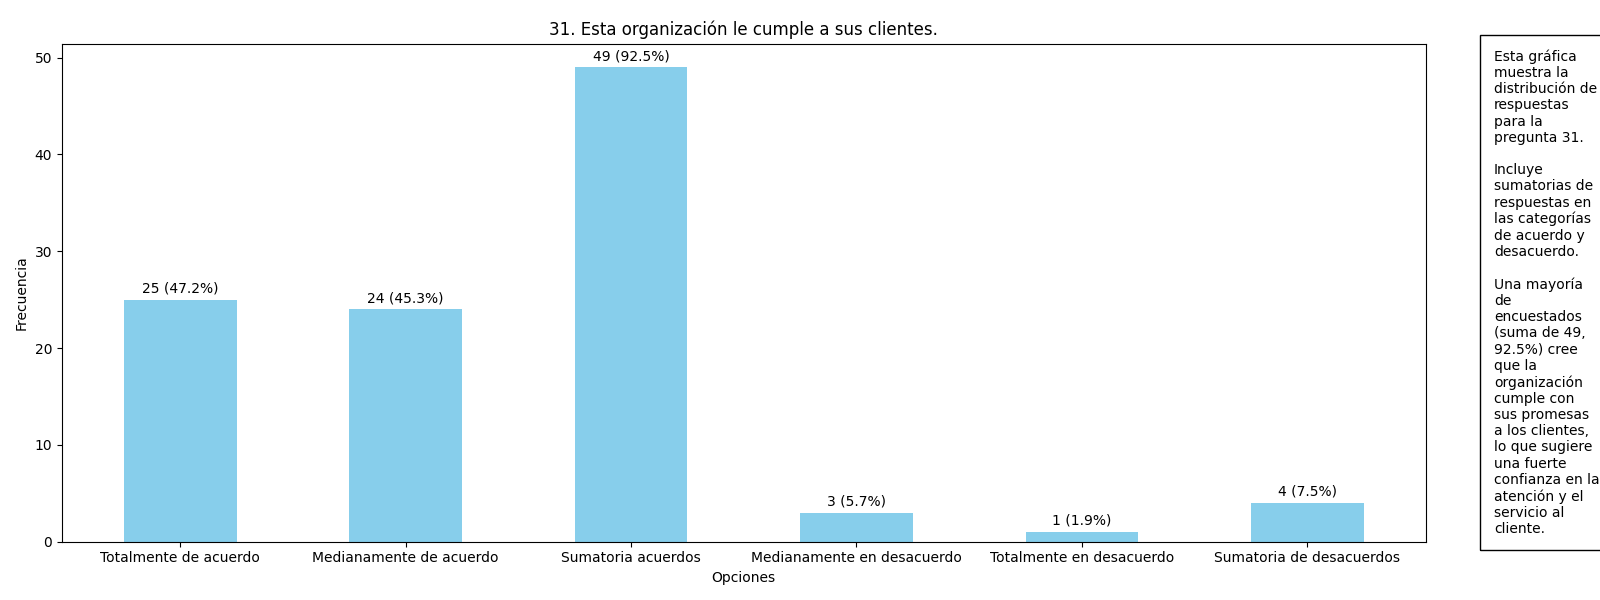 31. Esta organización le cumple a sus clientes.
50
40
30
20
10
0
Frecuencia
25 (47.2%)
24 (45.3%)
49 (92.5%)
3 (5.7%)
1 (1.9%)
4 (7.5%)
Totalmente de acuerdo
Medianamente de acuerdo
Sumatoria acuerdos
Medianamente en desacuerdo
Totalmente en desacuerdo
Sumatoria de desacuerdos
Opciones
Esta gráfica
muestra la
distribución de
respuestas
para la
pregunta 31.
Incluye
sumatorias de
respuestas en
las categorías
de acuerdo y
desacuerdo.
Una mayoría
de
encuestados
(suma de 49,
92.5%) cree
que la
organización
cumple con
sus promesas
a los clientes,
lo que sugiere
una fuerte
confianza en la
atención y el
servicio al
cliente.